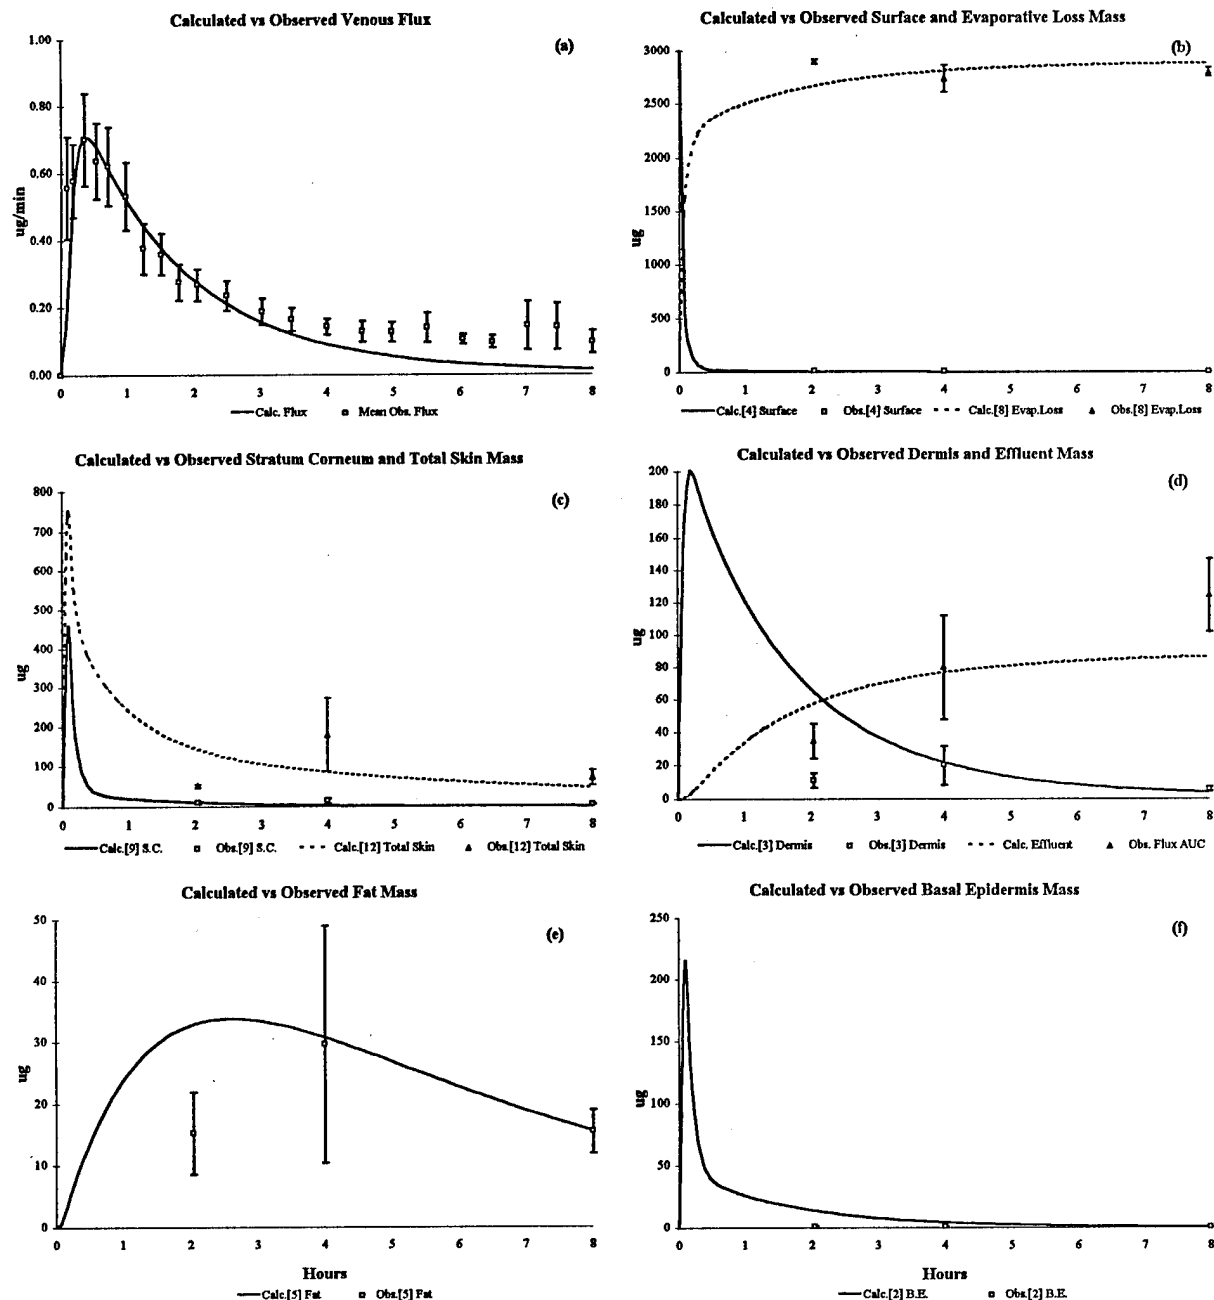 Calculated vs Observed Venous Flux
(a)
1.00
0.80
0.60
0.40
0.20
0.00
ug/min
0 1 2 3 4 5 6 7 8
Calc. Flux Mean Obs. Flux
Calculated vs Observed Surface and Evaporative Loss Mass
(b)
3000
2500
2000
1500
1000
500
0
ug
0 1 2 3 4 5 6 7 8
Calc.[4] Surface Obs.[4] Surface Calc.[8] Evap.Loss Obs.[8] Evap.Loss
Calculated vs Observed Stratum Corneum and Total Skin Mass
(c)
800
700
600
500
400
300
200
100
0
ug
0 1 2 3 4 5 6 7 8
Calc.[9] S.C. Obs.[9] S.C. Calc.[12] Total Skin Obs.[12] Total Skin
Calculated vs Observed Dermis and Effluent Mass
(d)
200
180
160
140
120
100
80
60
40
20
0
ug
0 1 2 3 4 5 6 7 8
Calc.[3] Dermis Obs.[3] Dermis Calc. Effluent Obs. Flux AUC
Calculated vs Observed Fat Mass
(e)
50
40
30
20
10
0
ug
0 1 2 3 4 5 6 7 8
Hours
Calc.[5] Fat Obs.[5] Fat
Calculated vs Observed Basal Epidermis Mass
(f)
250
200
150
100
50
0
ug
0 1 2 3 4 5 6 7 8
Hours
Calc.[2] B.E. Obs.[2] B.E.